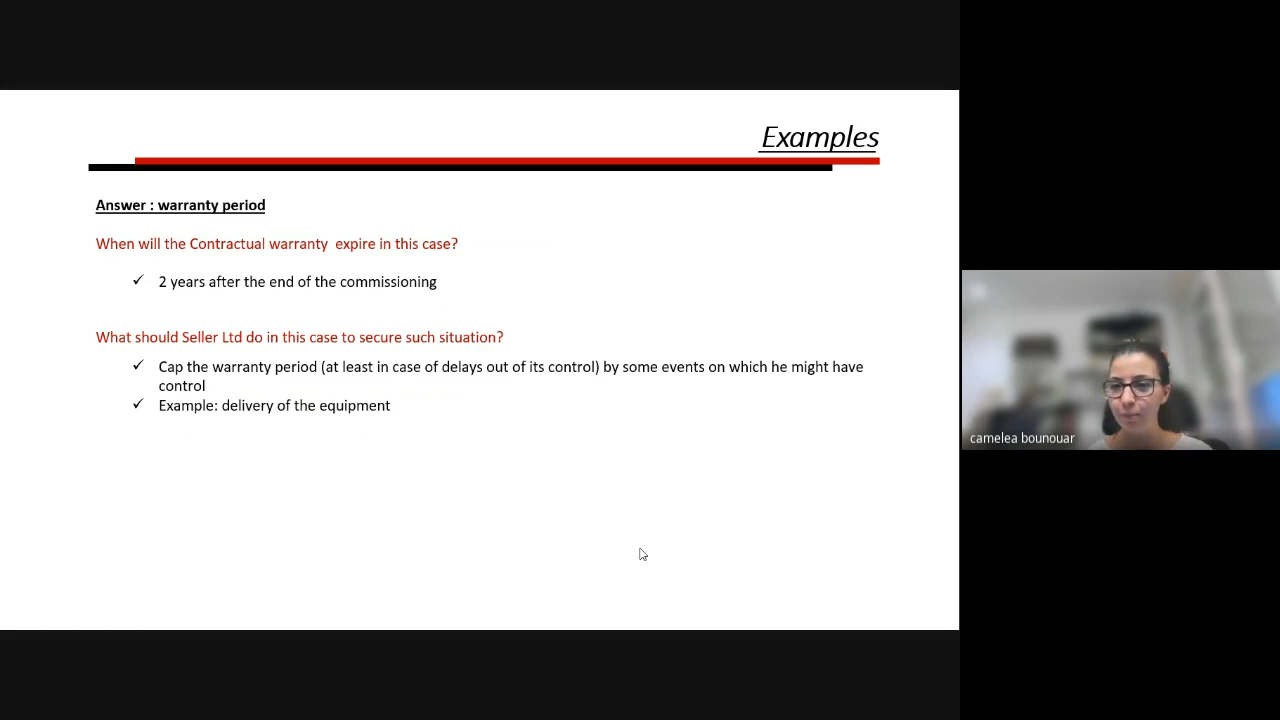 Examples
Answer : warranty period
When will the Contractual warranty  expire in this case?
✓ 2 years after the end of the commissioning
What should Seller Ltd do in this case to secure such situation?
✓ Cap the warranty period (at least in case of delays out of its control) by some events on which he might have
control
✓ Example: delivery of the equipment
camelea bounouar